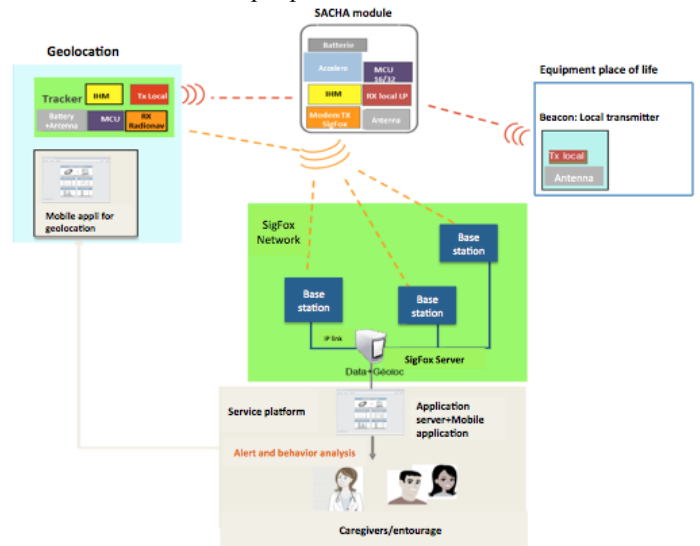 SACHA module
Batterie
Accelero
MCU
16/32
IHM
RX local LP
Modem TX
SigFox
Antenna
Geolocation
Tracker
IHM
Tx Local
Battery
+Antenna
MCU
RX
Radionav
Mobile appli for
geolocation
Equipment place of life
Beacon: Local transmitter
Tx local
Antenna
SigFox
Network
Base
station
Base
station
Base
station
IP link
SigFox Server
Data+Géoloc
Service platform
Application
server+Mobile
application
Alert and behavior analysis
Caregivers/entourage